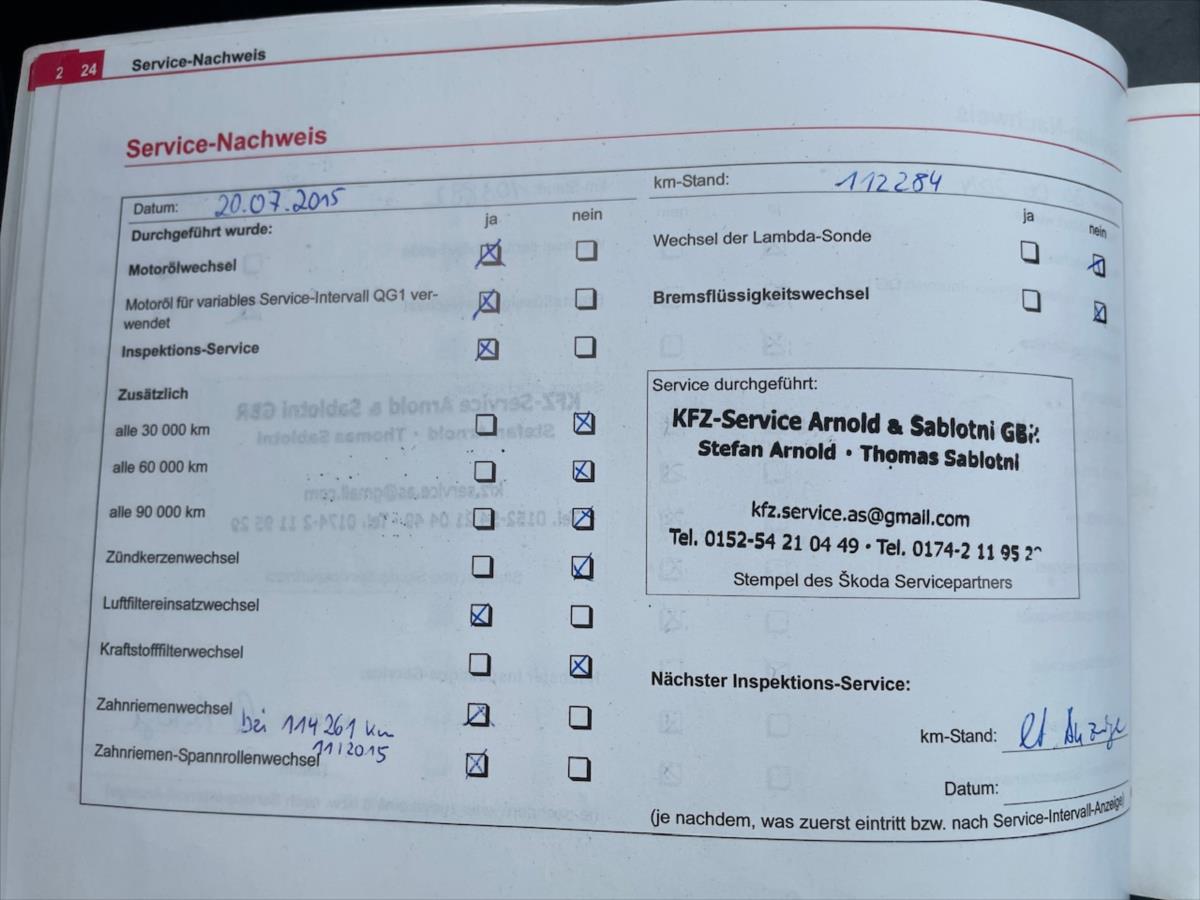 2 24 Service-Nachweis
Service-Nachweis
Datum: 20.07.2015
Durchgeführt wurde: ja nein
Motorölwechsel
Motoröl für variables Service-Intervall QG1 ver-
wendet
Inspektions-Service
Zusätzlich
alle 30 000 km
alle 60 000 km
alle 90 000 km
Zündkerzenwechsel
Luftfiltereinsatzwechsel
Kraftstofffilterwechsel
Zahnriemenwechsel bei 114261 km
Zahnriemen-Spannrollenwechsel 11/2015
km-Stand: 112284
ja nein
Wechsel der Lambda-Sonde
Bremsflüssigkeitswechsel
Service durchgeführt:
KFZ-Service Arnold & Sablotni GBR
Stefan Arnold · Thomas Sablotni
kfz.service.as@gmail.com
Tel. 0152-54 21 04 49 · Tel. 0174-2 11 95
Stempel des Škoda Servicepartners
Nächster Inspektions-Service:
km-Stand: lt. Anzeige
Datum:
(je nachdem, was zuerst eintritt bzw. nach Service-Intervall-Anzeige)